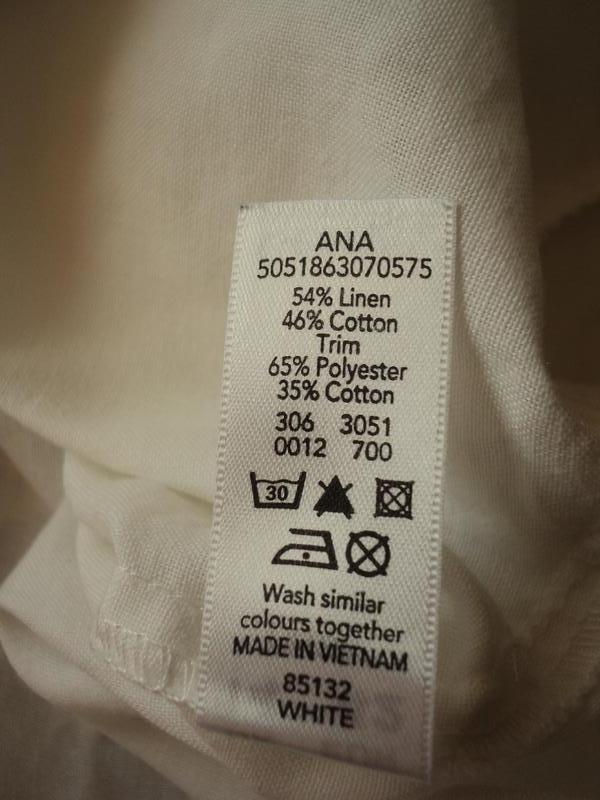 ANA
5051863070575
54% Linen
46% Cotton
Trim
65% Polyester
35% Cotton
306 3051
0012 700
30
Wash similar
colours together
MADE IN VIETNAM
85132
WHITE